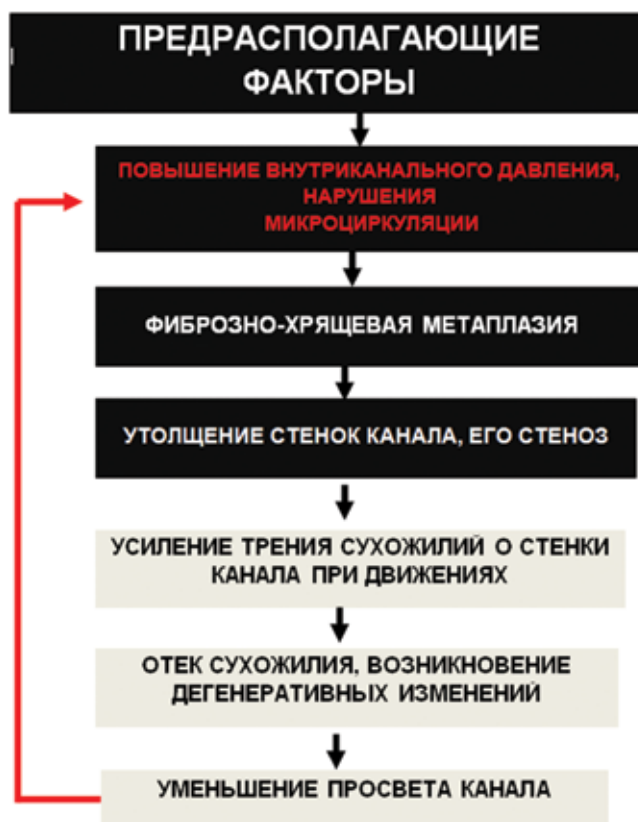 ПРЕДРАСПОЛАГАЮЩИЕ
ФАКТОРЫ
ПОВЫШЕНИЕ ВНУТРИКАНАЛЬНОГО ДАВЛЕНИЯ,
НАРУШЕНИЯ
МИКРОЦИРКУЛЯЦИИ
ФИБРОЗНО-ХРЯЩЕВАЯ МЕТАПЛАЗИЯ
УТОЛЩЕНИЕ СТЕНОК КАНАЛА, ЕГО СТЕНОЗ
УСИЛЕНИЕ ТРЕНИЯ СУХОЖИЛИЙ О СТЕНКИ
КАНАЛА ПРИ ДВИЖЕНИЯХ
ОТЕК СУХОЖИЛИЯ, ВОЗНИКНОВЕНИЕ
ДЕГЕНЕРАТИВНЫХ ИЗМЕНЕНИЙ
УМЕНЬШЕНИЕ ПРОСВЕТА КАНАЛА